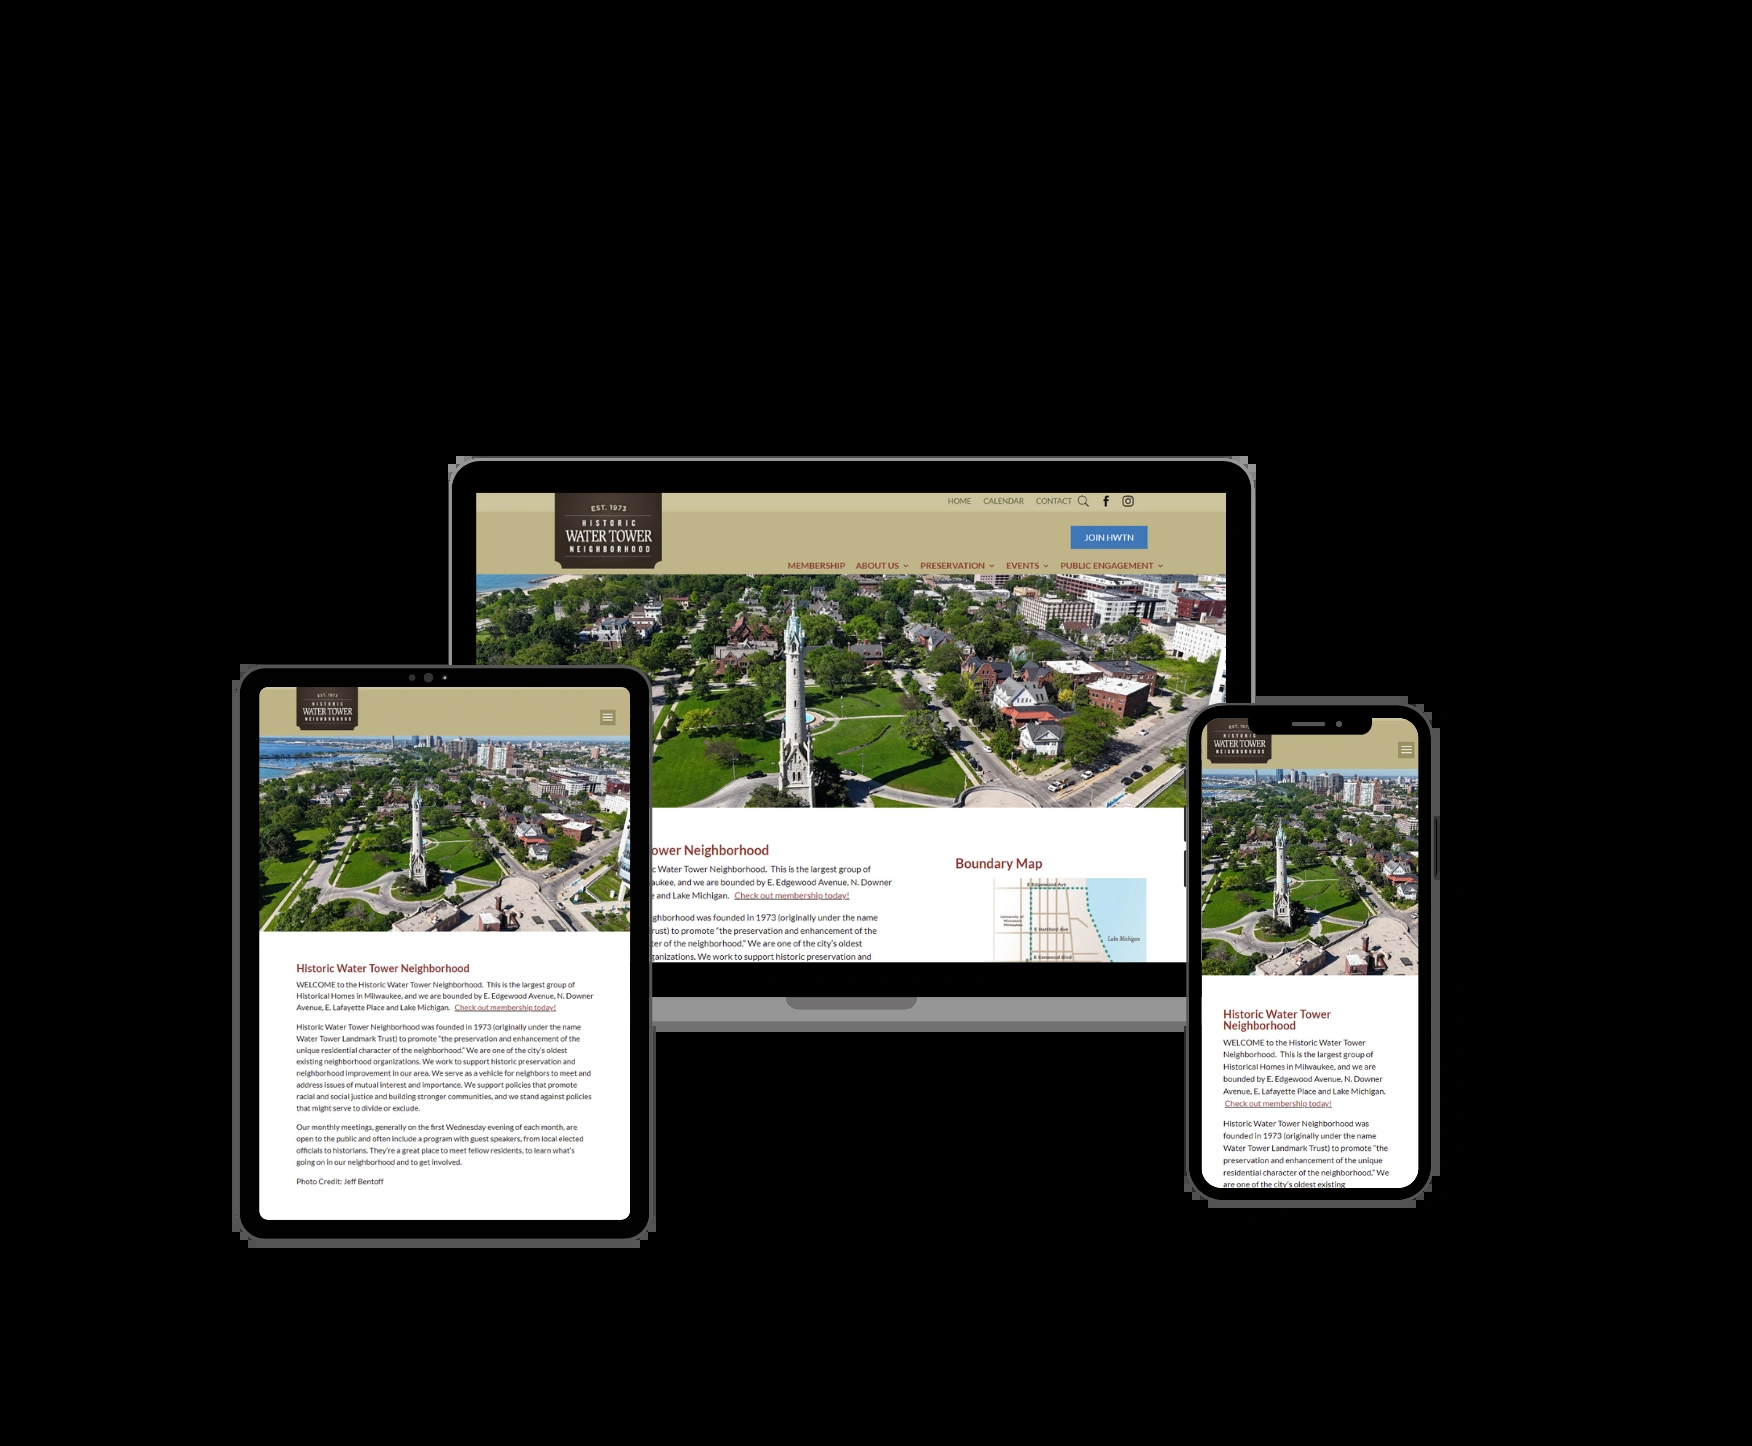 EST. 1973
HISTORIC
WATER TOWER
NEIGHBORHOOD
HOME CALENDAR CONTACT
JOIN HWTN
MEMBERSHIP ABOUT US PRESERVATION EVENTS PUBLIC ENGAGEMENT
ower Neighborhood
c Water Tower Neighborhood. This is the largest group of
aukee, and we are bounded by E. Edgewood Avenue, N. Downer
e and Lake Michigan. Check out membership today!
ghborhood was founded in 1973 (originally under the name
rust) to promote “the preservation and enhancement of the
ter of the neighborhood.” We are one of the city’s oldest
ganizations. We work to support historic preservation and
Boundary Map
E Edgewood Ave
University of
Wisconsin
Milwaukee
E Hartford Ave
Lake Michigan
E Kenwood Blvd
EST. 1973
HISTORIC
WATER TOWER
NEIGHBORHOOD
Historic Water Tower Neighborhood
WELCOME to the Historic Water Tower Neighborhood. This is the largest group of
Historical Homes in Milwaukee, and we are bounded by E. Edgewood Avenue, N. Downer
Avenue, E. Lafayette Place and Lake Michigan. Check out membership today!
Historic Water Tower Neighborhood was founded in 1973 (originally under the name
Water Tower Landmark Trust) to promote “the preservation and enhancement of the
unique residential character of the neighborhood.” We are one of the city’s oldest
existing neighborhood organizations. We work to support historic preservation and
neighborhood improvement in our area. We serve as a vehicle for neighbors to meet and
address issues of mutual interest and importance. We support policies that promote
racial and social justice and building stronger communities, and we stand against policies
that might serve to divide or exclude.
Our monthly meetings, generally on the first Wednesday evening of each month, are
open to the public and often include a program with guest speakers, from local elected
officials to historians. They’re a great place to meet fellow residents, to learn what’s
going on in our neighborhood and to get involved.
Photo Credit: Jeff Bentoff
EST. 197
HISTORIC
WATER TOWER
NEIGHBORHOOD
Historic Water Tower
Neighborhood
WELCOME to the Historic Water Tower
Neighborhood. This is the largest group of
Historical Homes in Milwaukee, and we are
bounded by E. Edgewood Avenue, N. Downer
Avenue, E. Lafayette Place and Lake Michigan.
Check out membership today!
Historic Water Tower Neighborhood was
founded in 1973 (originally under the name
Water Tower Landmark Trust) to promote “the
preservation and enhancement of the unique
residential character of the neighborhood.” We
are one of the city’s oldest existing